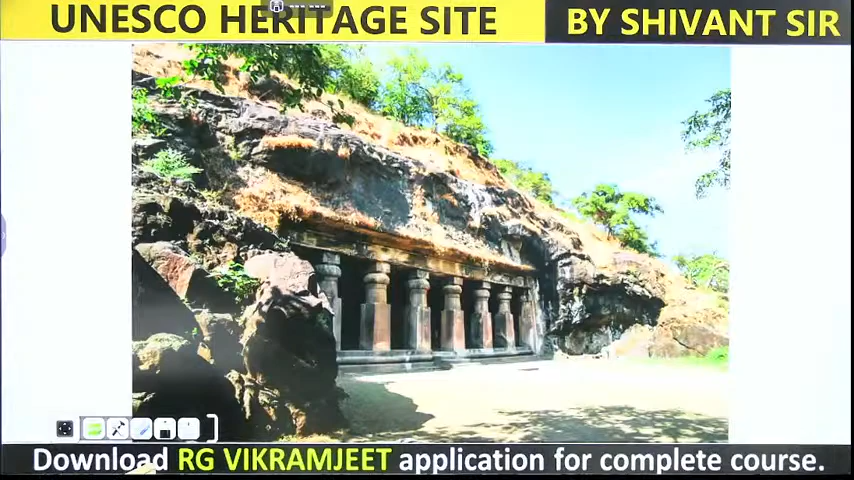 UNESCO HERITAGE SITE
BY SHIVANT SIR
Download RG VIKRAMJEET application for complete course.